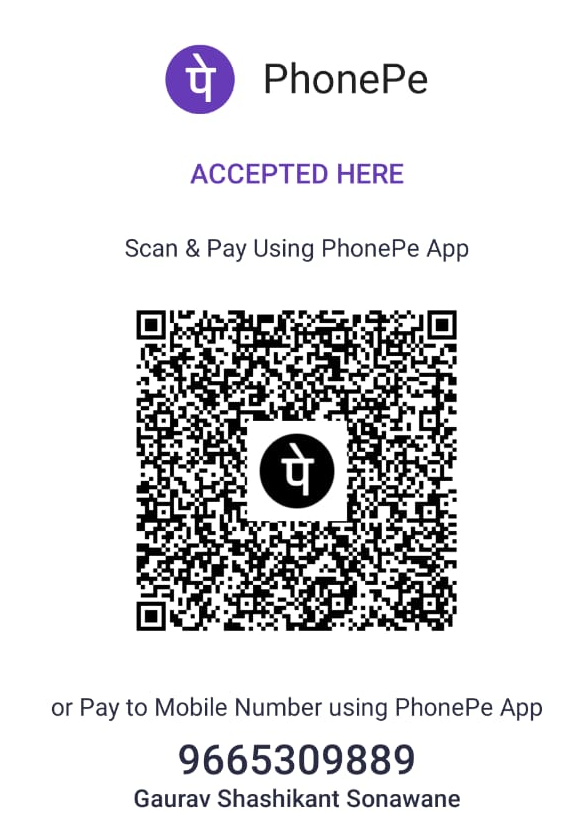 पे PhonePe
ACCEPTED HERE
Scan & Pay Using PhonePe App
पे
or Pay to Mobile Number using PhonePe App
9665309889
Gaurav Shashikant Sonawane